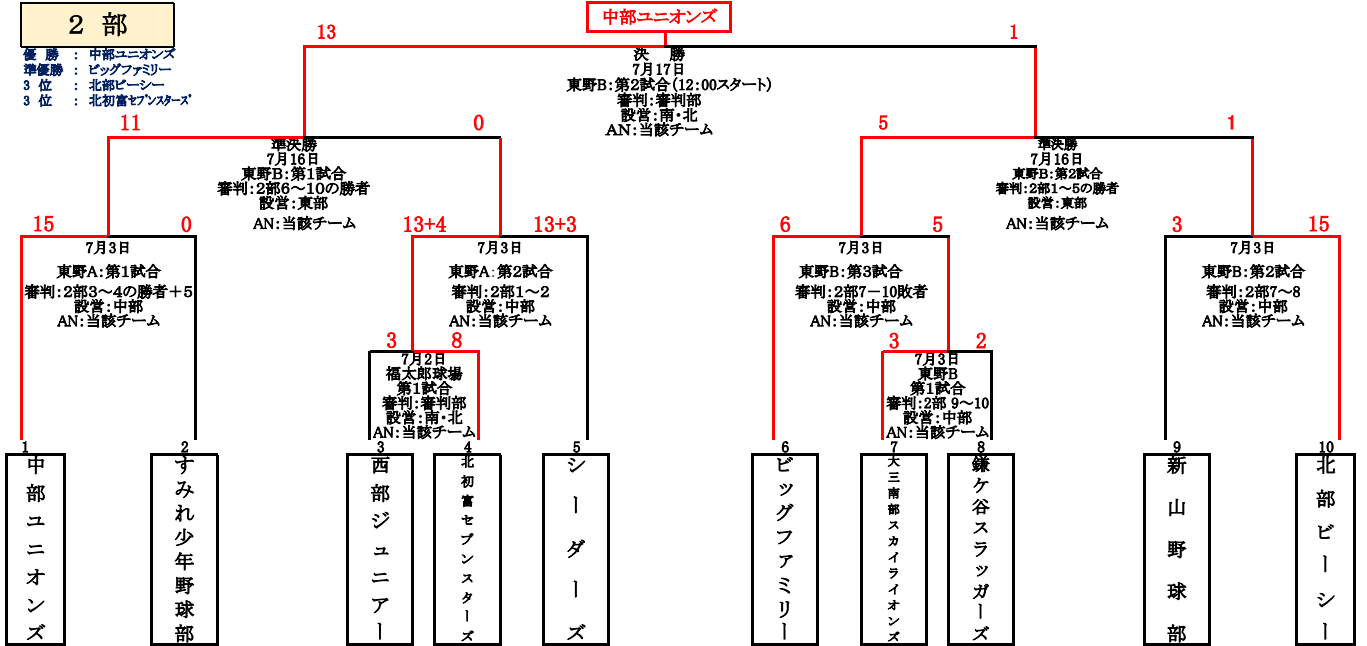 ２ 部
中部ユニオンズ
優 勝 ： 中部ユニオンズ
準優勝 ： ビッグファミリー
3 位 ： 北部ビーシー
3 位 ： 北初富セブンスターズ
13
1
決 勝
7月17日
東野B：第2試合（12：00スタート）
審判：審判部
設営：南・北
AN：当該チーム
11
0
準決勝
7月16日
東野B：第1試合
審判：2部6～10の勝者
設営：東部
AN：当該チーム
5
1
準決勝
7月16日
東野B：第2試合
審判：2部1～5の勝者
設営：東部
AN：当該チーム
15
0
7月3日
東野A：第1試合
審判：2部3～4の勝者＋5
設営：中部
AN：当該チーム
13+4
13+3
7月3日
東野A：第2試合
審判：2部1～2
設営：中部
AN：当該チーム
6
5
7月3日
東野B：第3試合
審判：2部7－10敗者
設営：中部
AN：当該チーム
3
15
7月3日
東野B：第2試合
審判：2部7～8
設営：中部
AN：当該チーム
3
8
7月2日
福太郎球場
第1試合
審判：審判部
設営：南・北
AN：当該チーム
3
2
7月3日
東野B
第1試合
審判：2部 9～10
設営：中部
AN：当該チーム
1
中部ユニオンズ
2
すみれ少年野球部
3
西部ジュニアー
4
北初富セブンスターズ
5
シーダーズ
6
ビッグファミリー
7
大三南部スカイライオンズ
8
鎌ケ谷スラッガーズ
9
新山野球部
10
北部ビーシー